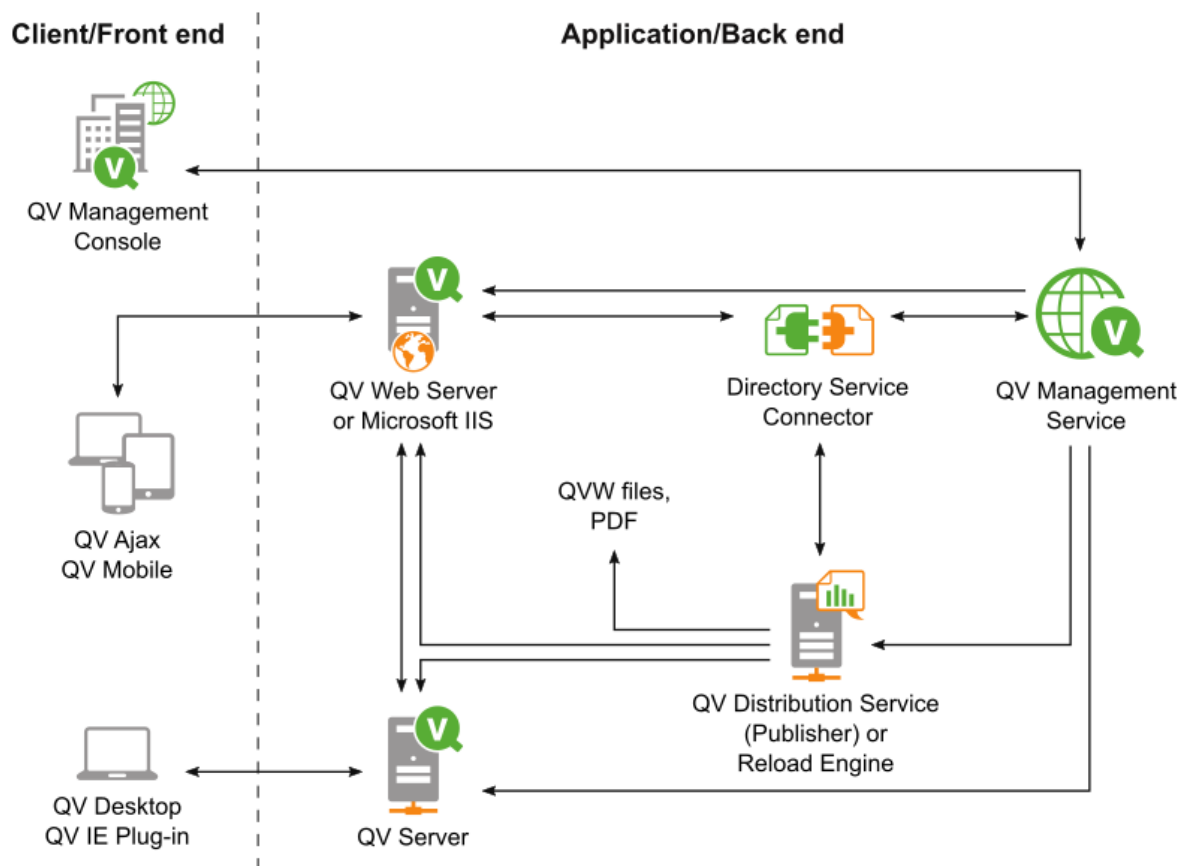 Client/Front end
Application/Back end
QV Management
Console
QV Web Server
or Microsoft IIS
Directory Service
Connector
QV Management
Service
QV Ajax
QV Mobile
QVW files,
PDF
QV Distribution Service
(Publisher) or
Reload Engine
QV Desktop
QV IE Plug-in
QV Server